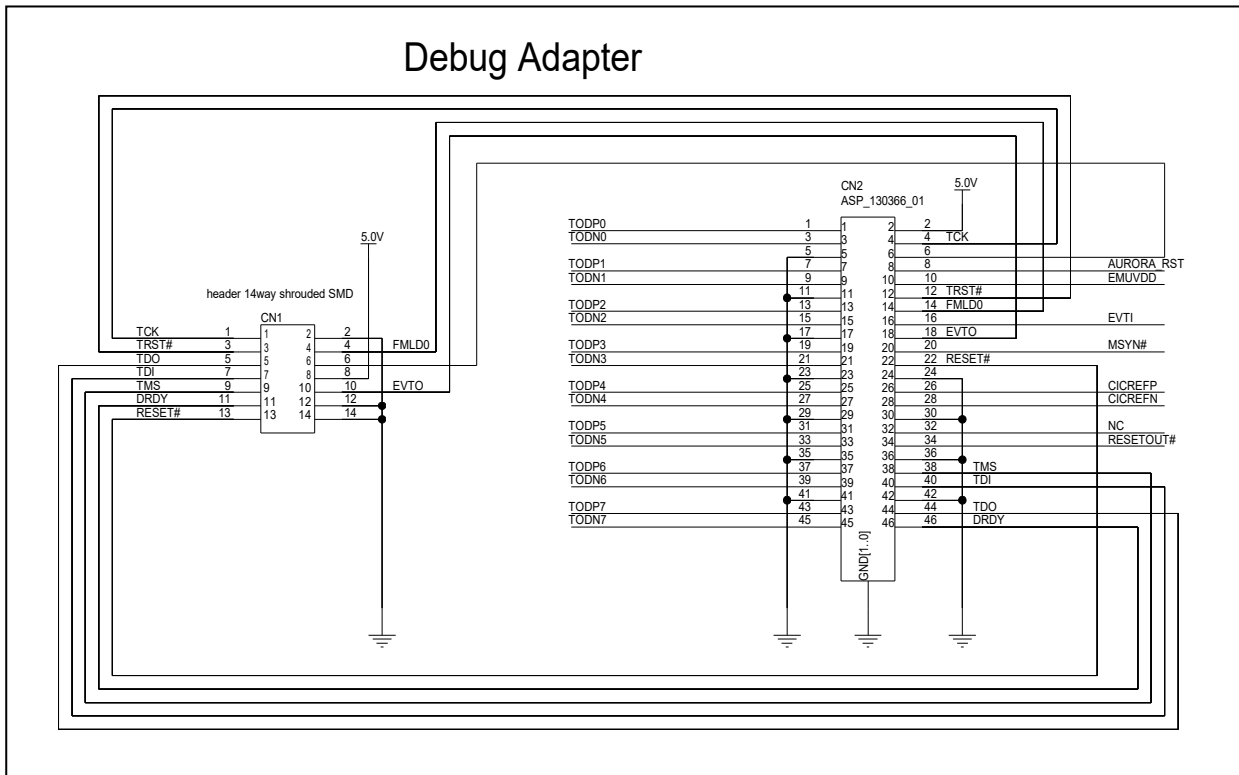 Debug Adapter
CN2
ASP_130366_01
5.0V
TODP0 1 1 2 2
TODN0 3 3 4 4 TCK
5 5 6 6
TODP1 7 7 8 8 AURORA_RST
TODN1 9 9 10 10 EMUVDD
11 11 12 12 TRST#
TODP2 13 13 14 14 FMLD0
TODN2 15 15 16 16 EVTI
17 17 18 18 EVTO
TODP3 19 19 20 20 MSYN#
TODN3 21 21 22 22 RESET#
23 23 24 24
TODP4 25 25 26 26 CICREFP
TODN4 27 27 28 28 CICREFN
29 29 30 30
TODP5 31 31 32 32 NC
TODN5 33 33 34 34 RESETOUT#
35 35 36 36
TODP6 37 37 38 38 TMS
TODN6 39 39 40 40 TDI
41 41 42 42
TODP7 43 43 44 44 TDO
TODN7 45 45 46 46 DRDY
GND[1..0]
5.0V
header 14way shrouded SMD
CN1
TCK 1 1 2 2
TRST# 3 3 4 4 FMLD0
TDO 5 5 6 6
TDI 7 7 8 8
TMS 9 9 10 10 EVTO
DRDY 11 11 12 12
RESET# 13 13 14 14